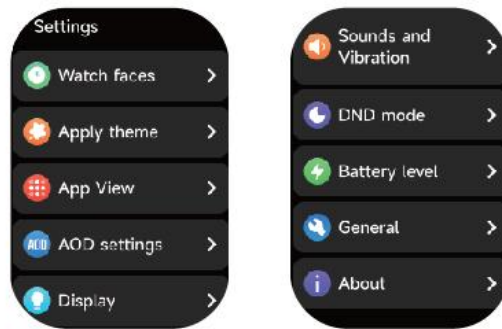 Settings
Watch faces
Apply theme
App View
AOD AOD settings
Display
Sounds and
Vibration
DND mode
Battery level
General
i About